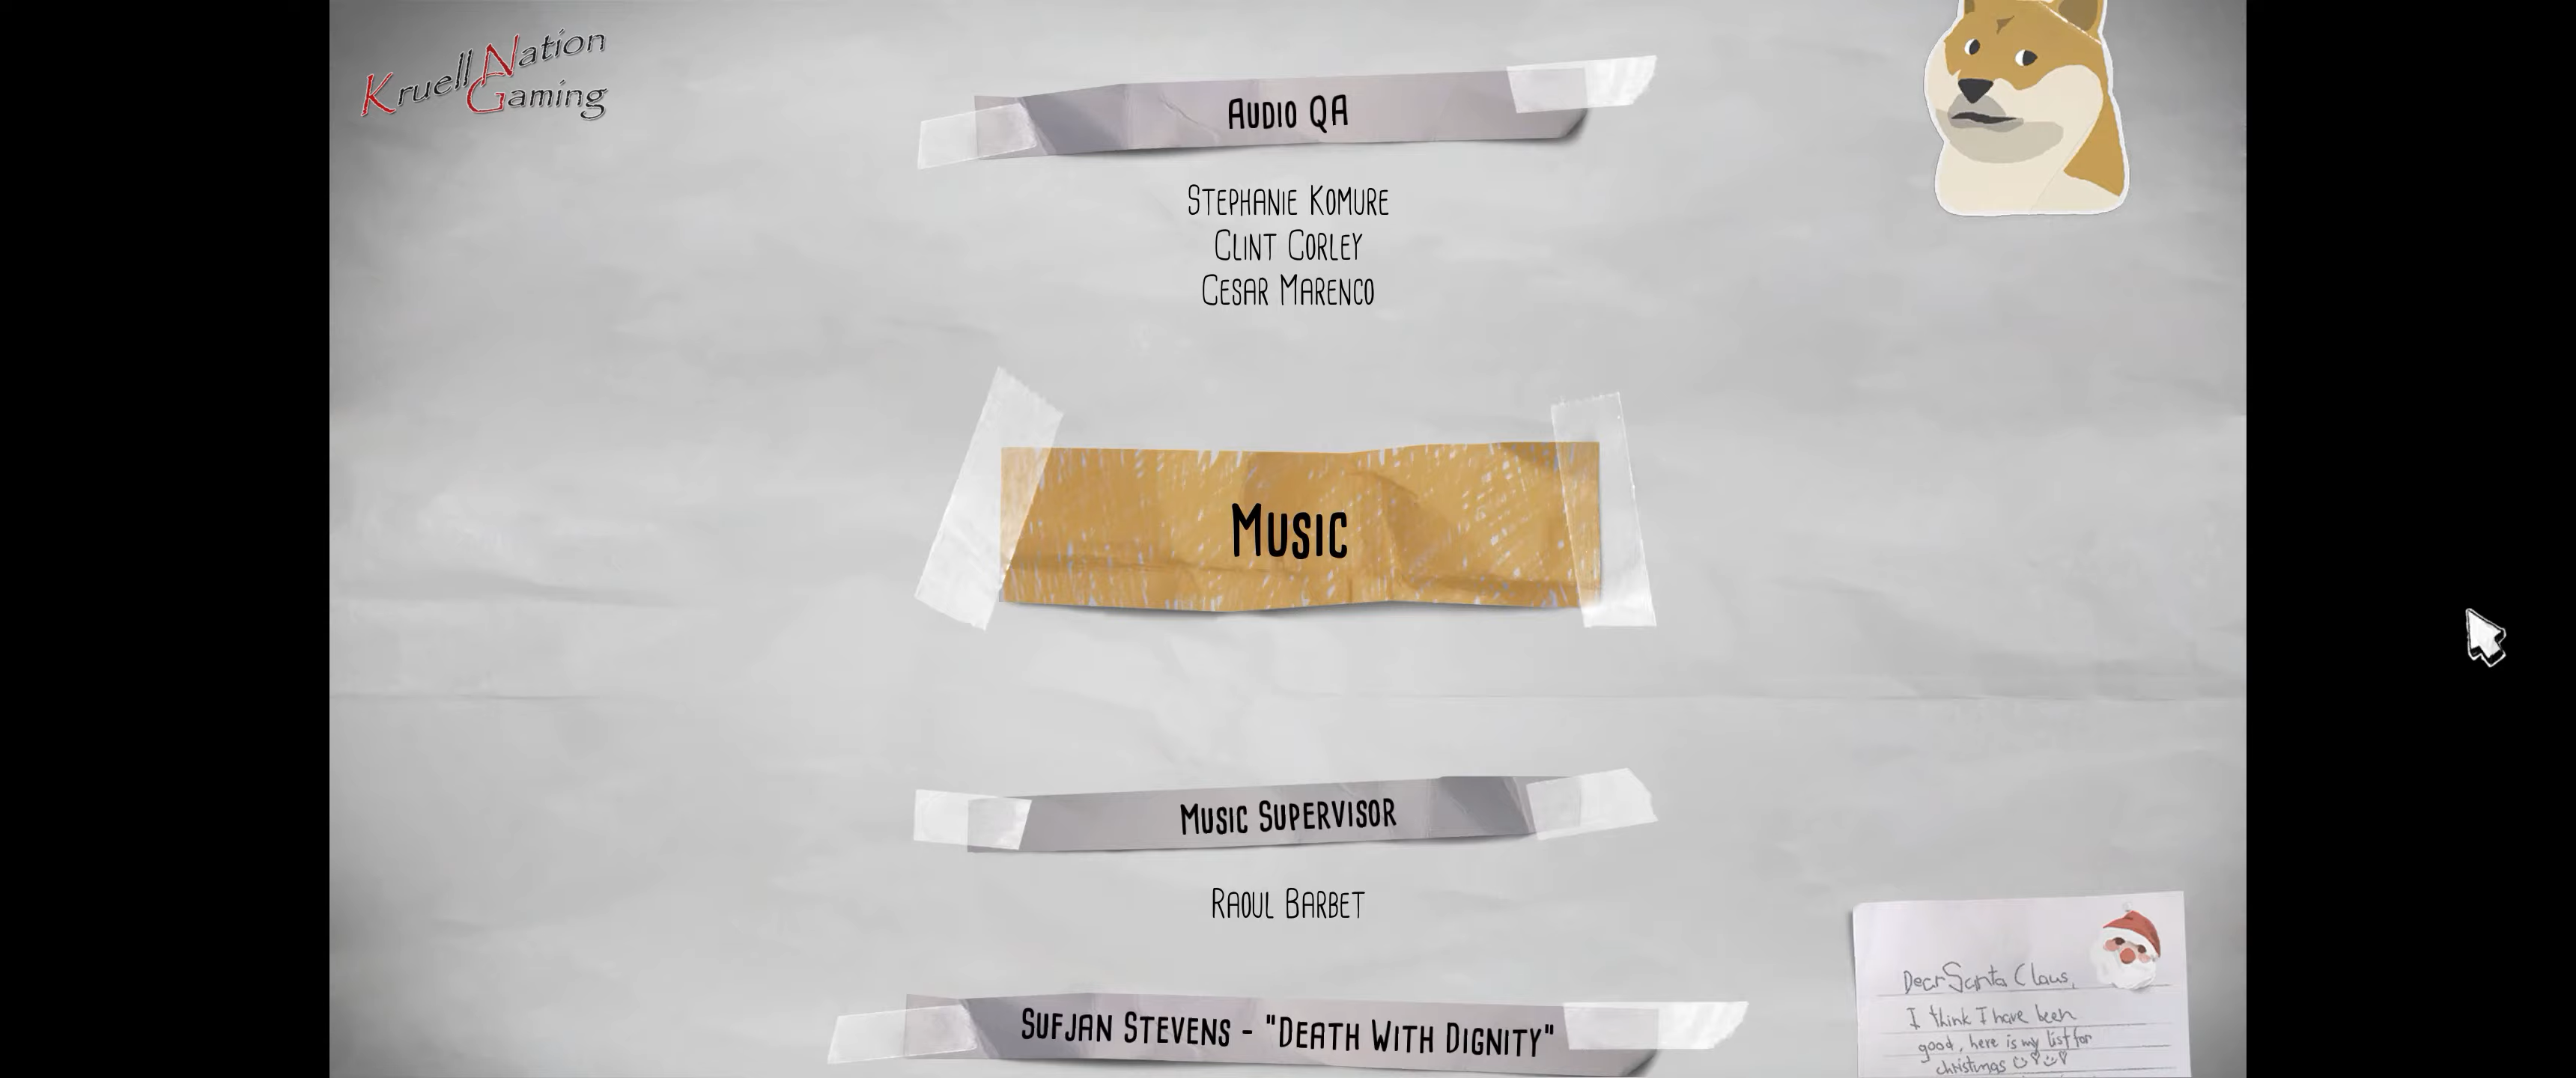 Kruell Nation
Gaming
Audio QA
Stephanie Komure
Clint Corley
Cesar Marenco
Music
Music Supervisor
Raoul Barbet
Sufjan Stevens - "Death With Dignity"
Dear Santa Claus,
I think I have been
good, here is my list for
christmas